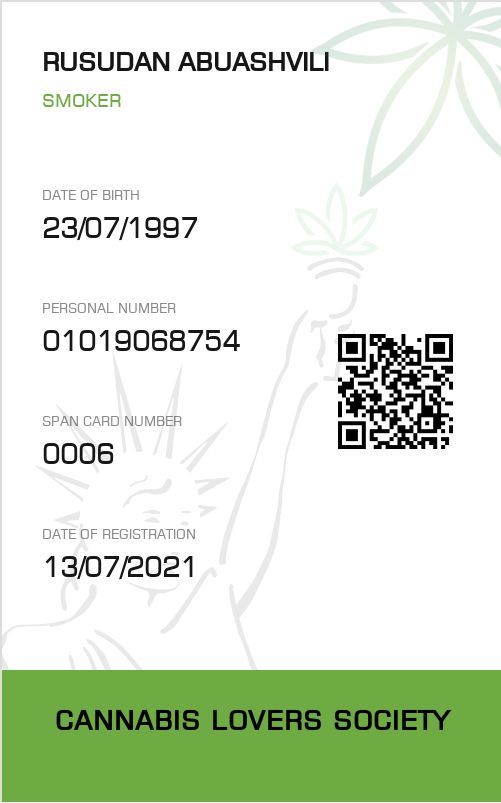 RUSUDAN ABUASHVILI
SMOKER
DATE OF BIRTH
23/07/1997
PERSONAL NUMBER
01019068754
SPAN CARD NUMBER
0006
DATE OF REGISTRATION
13/07/2021
CANNABIS LOVERS SOCIETY